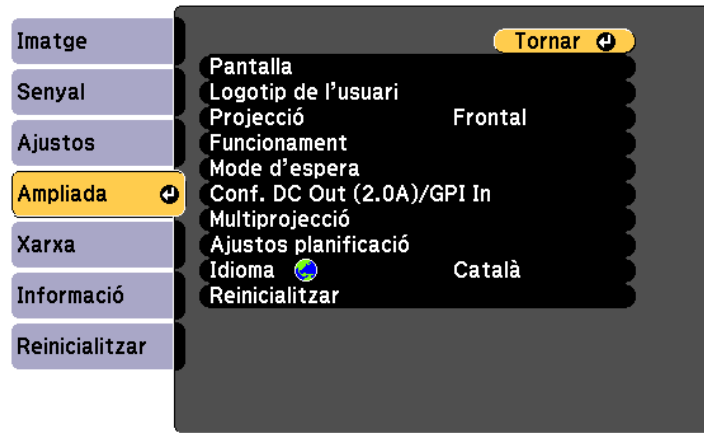 Imatge
Senyal
Ajustos
Ampliada
Xarxa
Informació
Reinicialitzar
Tornar
Pantalla
Logotip de l'usuari
Projecció Frontal
Funcionament
Mode d'espera
Conf. DC Out (2.0A)/GPI In
Multiprojecció
Ajustos planificació
Idioma Català
Reinicialitzar